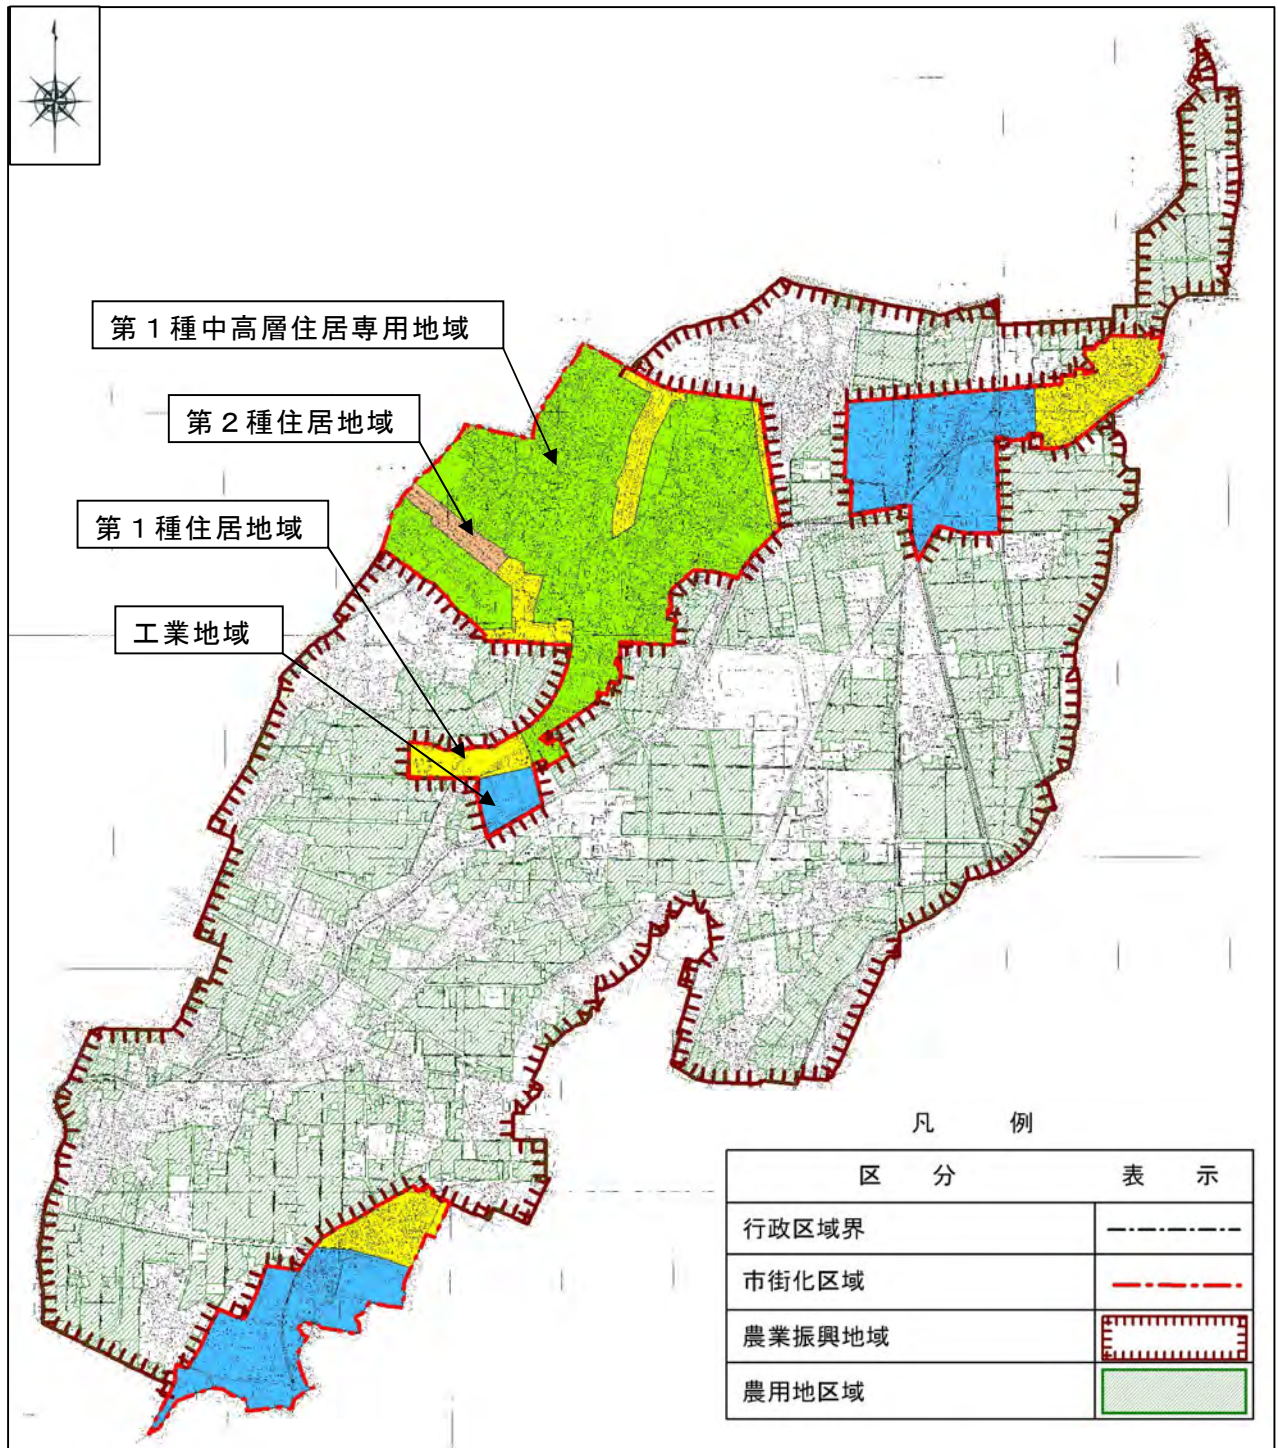 第１種中高層住居専用地域
第２種住居地域
第１種住居地域
工業地域
凡　例
区　分　表　示
行政区域界
市街化区域
農業振興地域
農用地区域